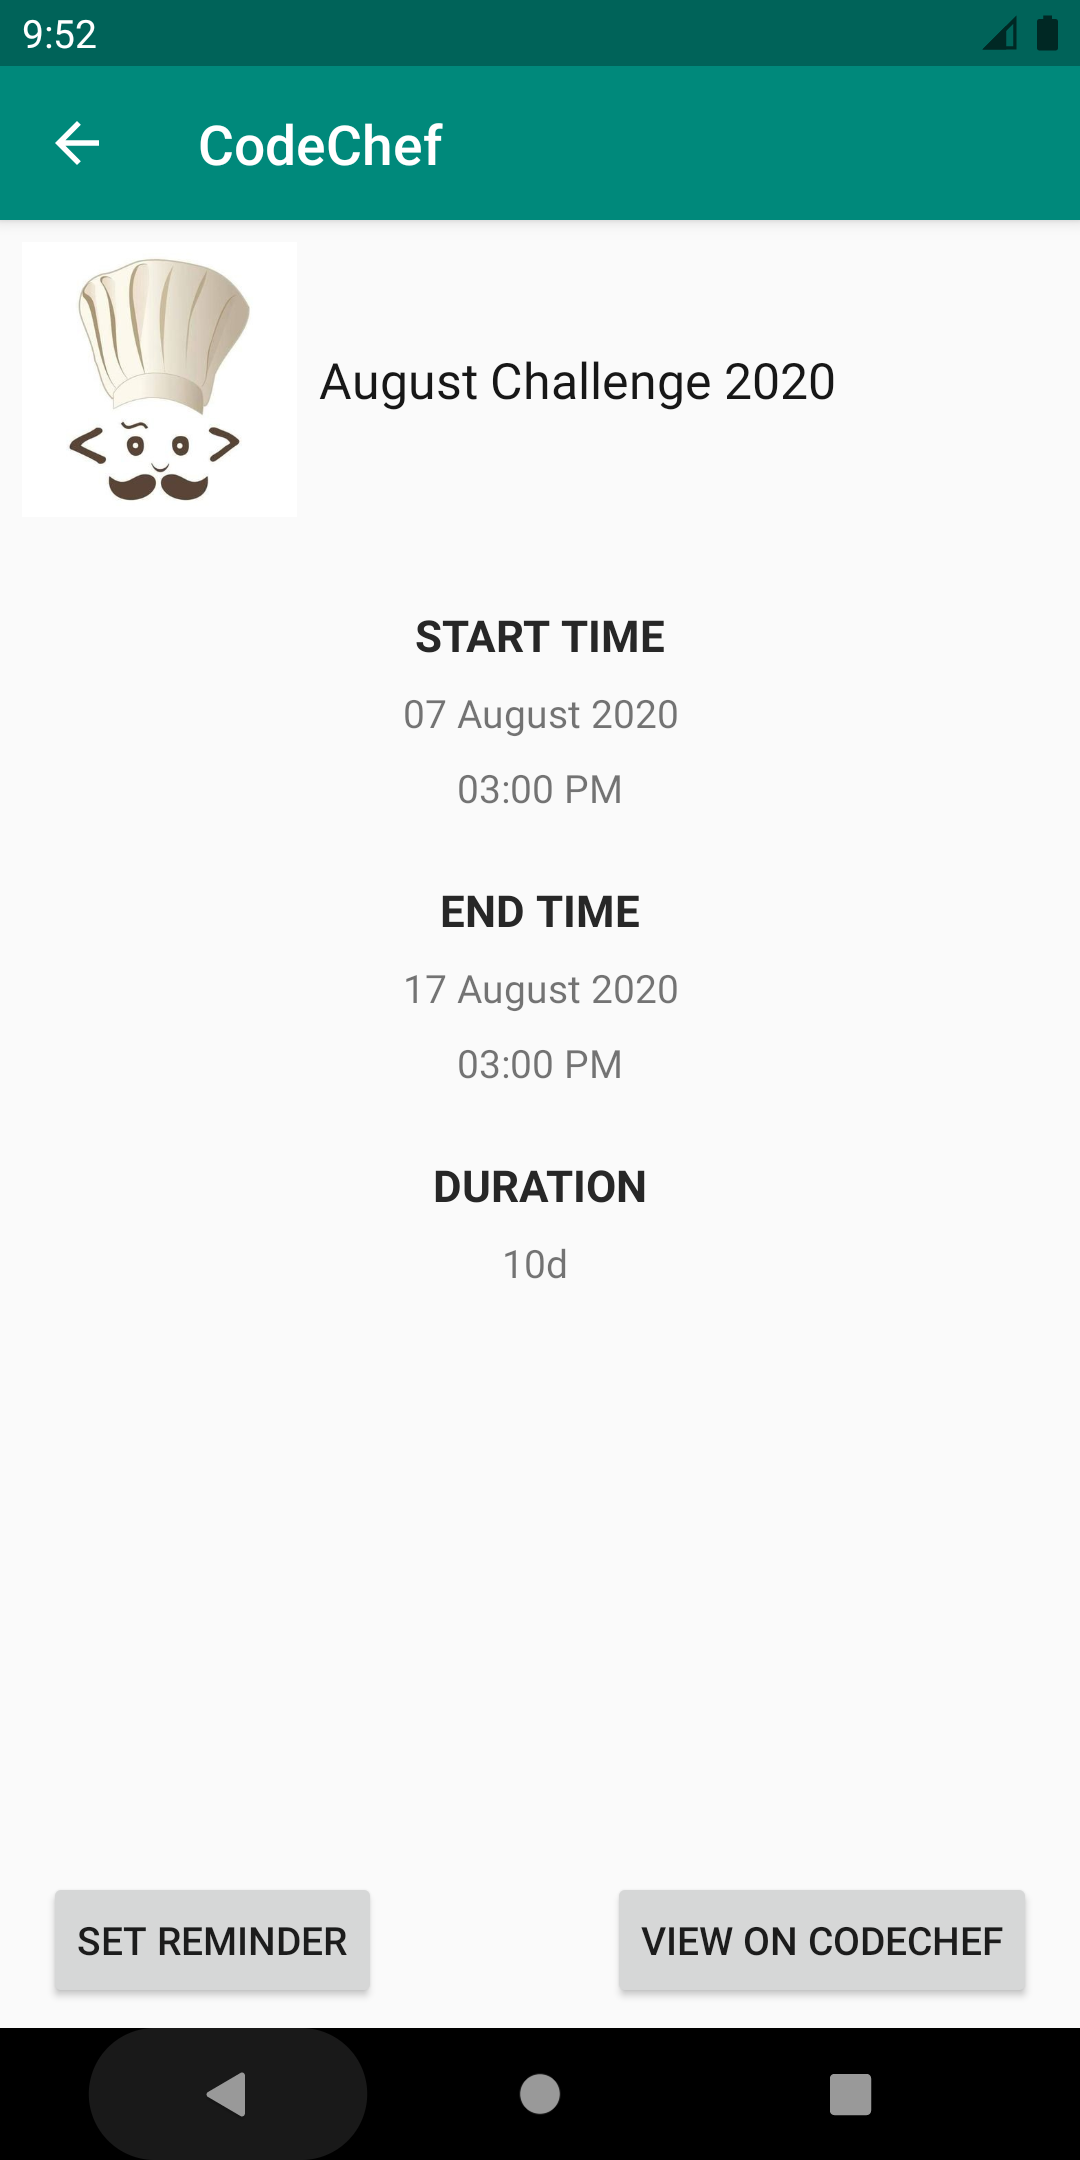 9:52
CodeChef
August Challenge 2020
START TIME
07 August 2020
03:00 PM
END TIME
17 August 2020
03:00 PM
DURATION
10d
SET REMINDER
VIEW ON CODECHEF